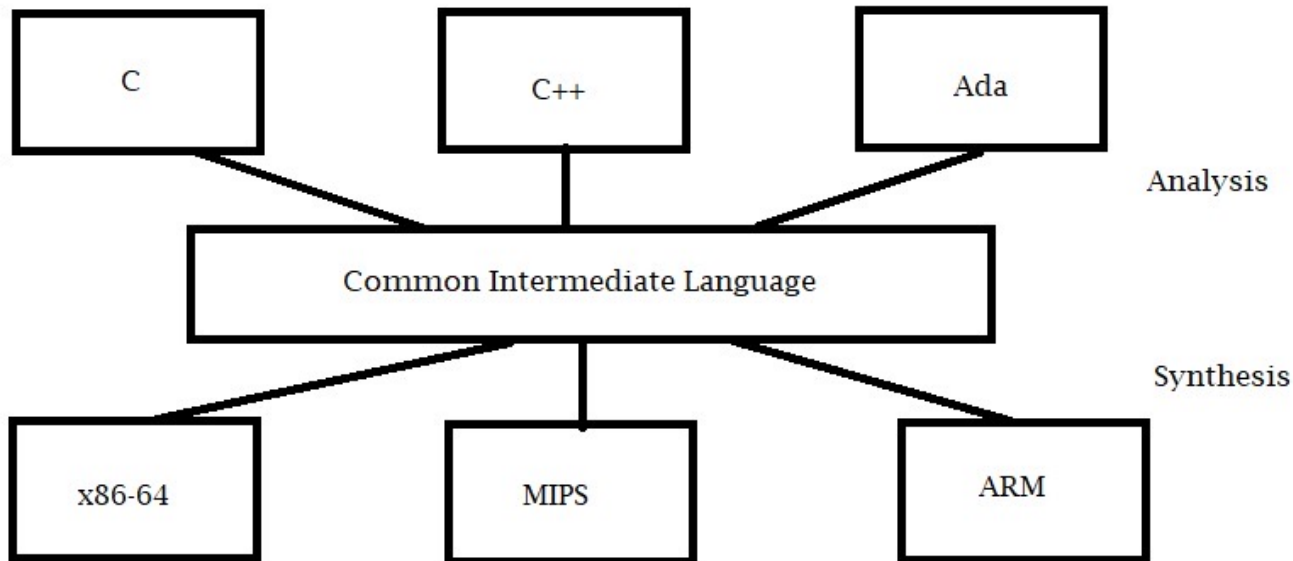 C
C++
Ada
Analysis
Common Intermediate Language
Synthesis
x86-64
MIPS
ARM